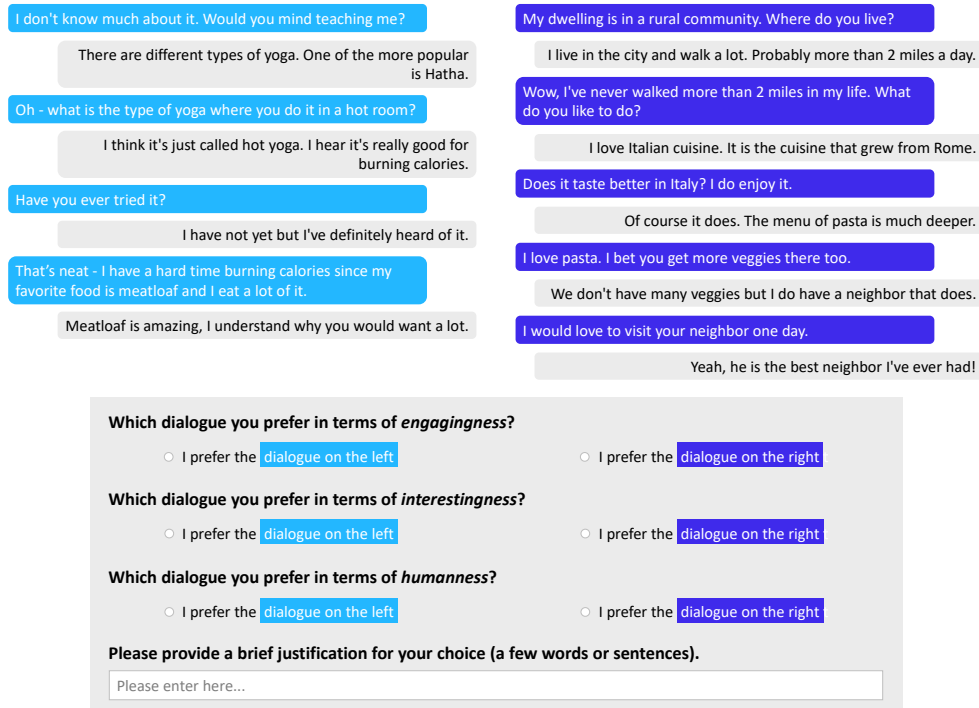 I don't know much about it. Would you mind teaching me?
There are different types of yoga. One of the more popular
is Hatha.
Oh - what is the type of yoga where you do it in a hot room?
I think it's just called hot yoga. I hear it's really good for
burning calories.
Have you ever tried it?
I have not yet but I've definitely heard of it.
That’s neat - I have a hard time burning calories since my
favorite food is meatloaf and I eat a lot of it.
Meatloaf is amazing, I understand why you would want a lot.
My dwelling is in a rural community. Where do you live?
I live in the city and walk a lot. Probably more than 2 miles a day.
Wow, I've never walked more than 2 miles in my life. What
do you like to do?
I love Italian cuisine. It is the cuisine that grew from Rome.
Does it taste better in Italy? I do enjoy it.
Of course it does. The menu of pasta is much deeper.
I love pasta. I bet you get more veggies there too.
We don't have many veggies but I do have a neighbor that does.
I would love to visit your neighbor one day.
Yeah, he is the best neighbor I've ever had!
Which dialogue you prefer in terms of engagingness?
I prefer the dialogue on the left
I prefer the dialogue on the right
Which dialogue you prefer in terms of interestingness?
I prefer the dialogue on the left
I prefer the dialogue on the right
Which dialogue you prefer in terms of humanness?
I prefer the dialogue on the left
I prefer the dialogue on the right
Please provide a brief justification for your choice (a few words or sentences).
Please enter here...